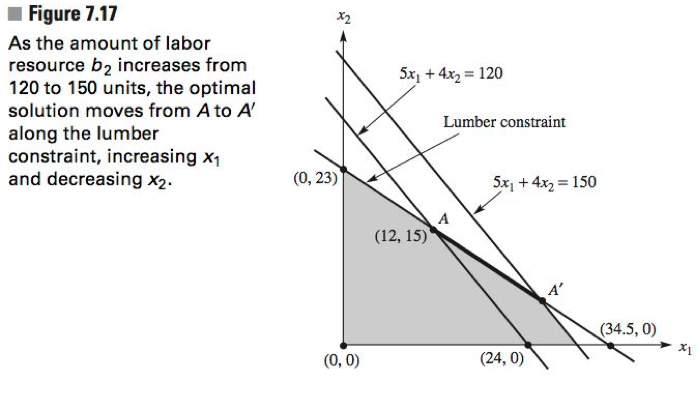 Figure 7.17
As the amount of labor
resource b2 increases from
120 to 150 units, the optimal
solution moves from A to A′
along the lumber
constraint, increasing x1
and decreasing x2.
x2
5x1 + 4x2 = 120
Lumber constraint
(0, 23)
5x1 + 4x2 = 150
A
(12, 15)
A′
(34.5, 0)
x1
(0, 0)
(24, 0)